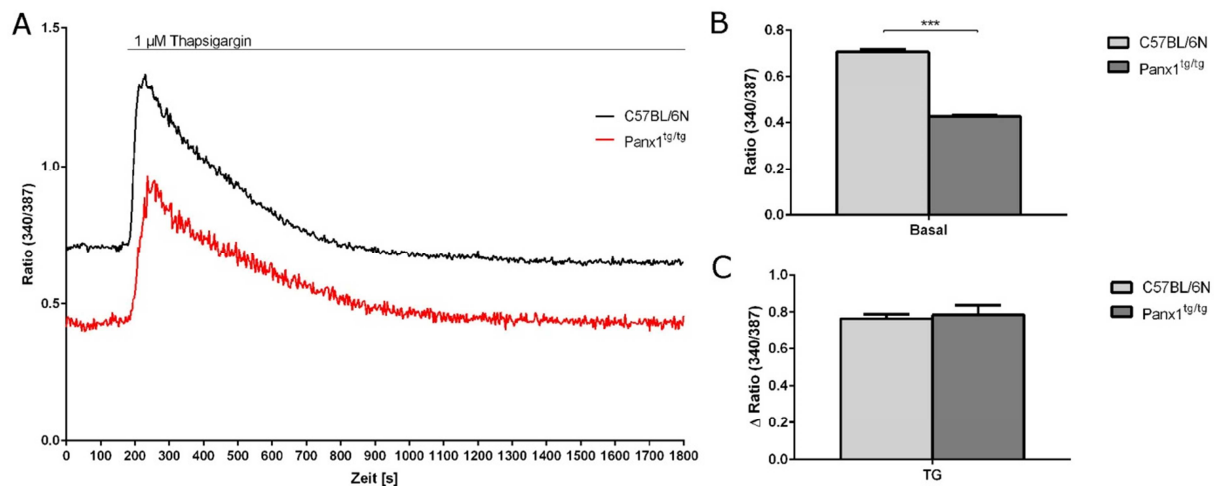 A
1 µM Thapsigargin
C57BL/6N
Panx1tg/tg
Ratio (340/387)
1.5
1.0
0.5
0.0
0 100 200 300 400 500 600 700 800 900 1000 1100 1200 1300 1400 1500 1600 1700 1800
Zeit [s]
B
***
C57BL/6N
Panx1tg/tg
Ratio (340/387)
0.8
0.6
0.4
0.2
0.0
Basal
C
C57BL/6N
Panx1tg/tg
Δ Ratio (340/387)
1.0
0.8
0.6
0.4
0.2
0.0
TG